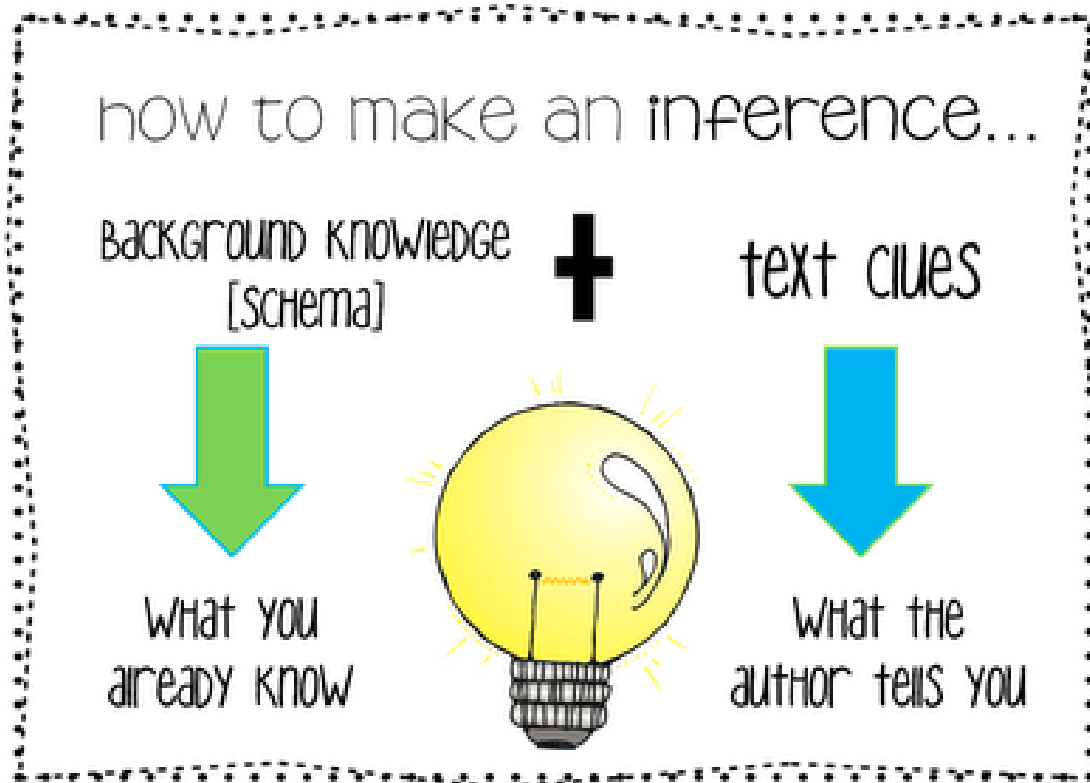 how to make an inference...
Background Knowledge
[schema]
+
text clues
What you
already know
What the
author tells you